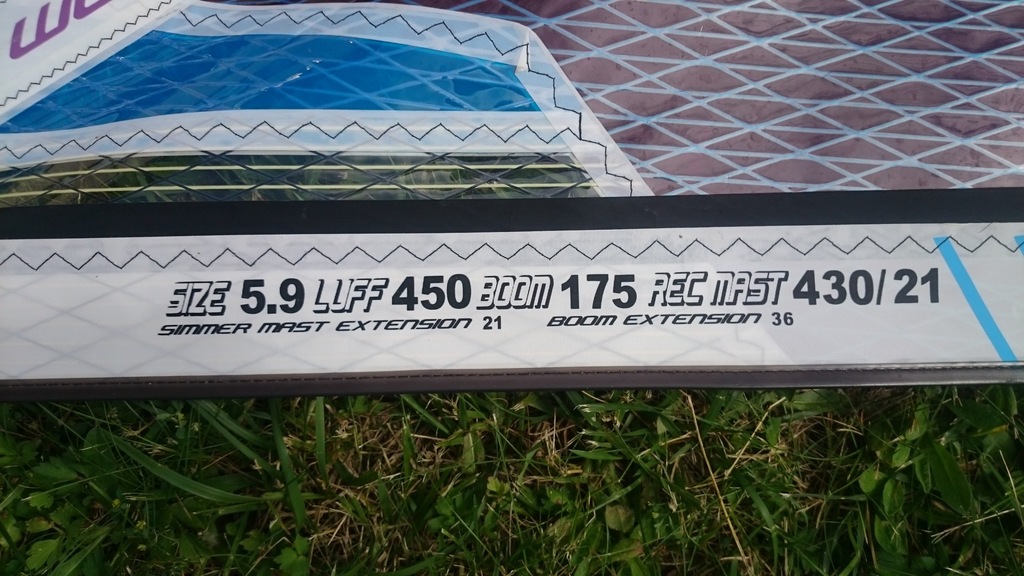 SIZE 5.9 LUFF 450 BOOM 175 REC MAST 430/21
SIMMER MAST EXTENSION 21 BOOM EXTENSION 36